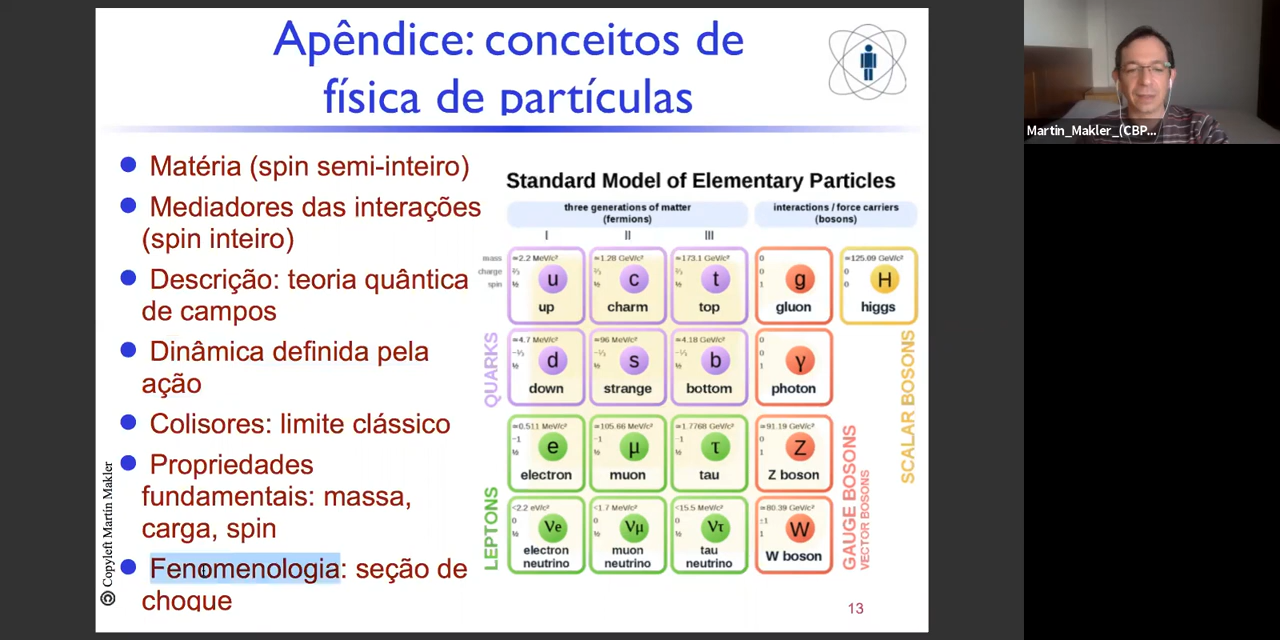 Apêndice: conceitos de
física de partículas
Matéria (spin semi-inteiro)
Mediadores das interações
(spin inteiro)
Descrição: teoria quântica
de campos
Dinâmica definida pela
ação
Colisores: limite clássico
Propriedades
fundamentais: massa,
carga, spin
Fenomenologia: seção de
choque
Copyleft Martin Makler
Standard Model of Elementary Particles
three generations of matter
(fermions)
interactions / force carriers
(bosons)
I II III
mass
charge
spin
≃2.2 MeV/c²
⅔
½
u
up
≃1.28 GeV/c²
⅔
½
c
charm
≃173.1 GeV/c²
⅔
½
t
top
0
0
1
g
gluon
≃125.09 GeV/c²
0
0
H
higgs
QUARKS
≃4.7 MeV/c²
−⅓
½
d
down
≃96 MeV/c²
−⅓
½
s
strange
≃4.18 GeV/c²
−⅓
½
b
bottom
0
0
1
γ
photon
SCALAR BOSONS
LEPTONS
≃0.511 MeV/c²
−1
½
e
electron
≃105.66 MeV/c²
−1
½
μ
muon
≃1.7768 GeV/c²
−1
½
τ
tau
≃91.19 GeV/c²
0
1
Z
Z boson
GAUGE BOSONS
VECTOR BOSONS
<2.2 eV/c²
0
½
νe
electron
neutrino
<1.7 MeV/c²
0
½
νμ
muon
neutrino
<15.5 MeV/c²
0
½
ντ
tau
neutrino
≃80.39 GeV/c²
±1
1
W
W boson
13
Martin_Makler_(CBP...